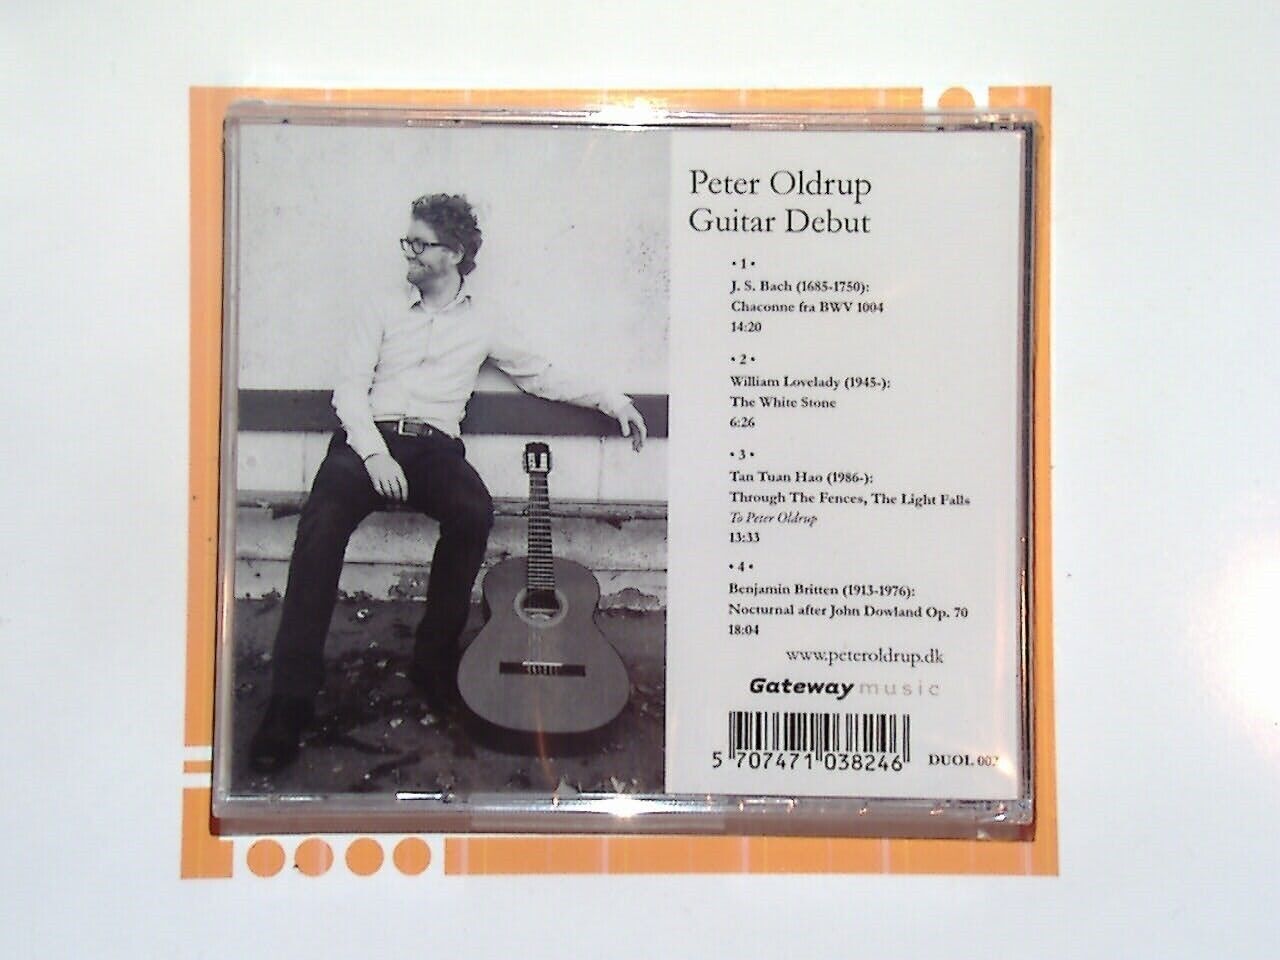 Peter Oldrup
Guitar Debut
• 1 •
J. S. Bach (1685-1750):
Chaconne fra BWV 1004
14:20
• 2 •
William Lovelady (1945-):
The White Stone
6:26
• 3 •
Tan Tuan Hao (1986-):
Through The Fences, The Light Falls
To Peter Oldrup
13:33
• 4 •
Benjamin Britten (1913-1976):
Nocturnal after John Dowland Op. 70
18:04
www.peteroldrup.dk
Gateway music
5 707471 038246
DUOL 002